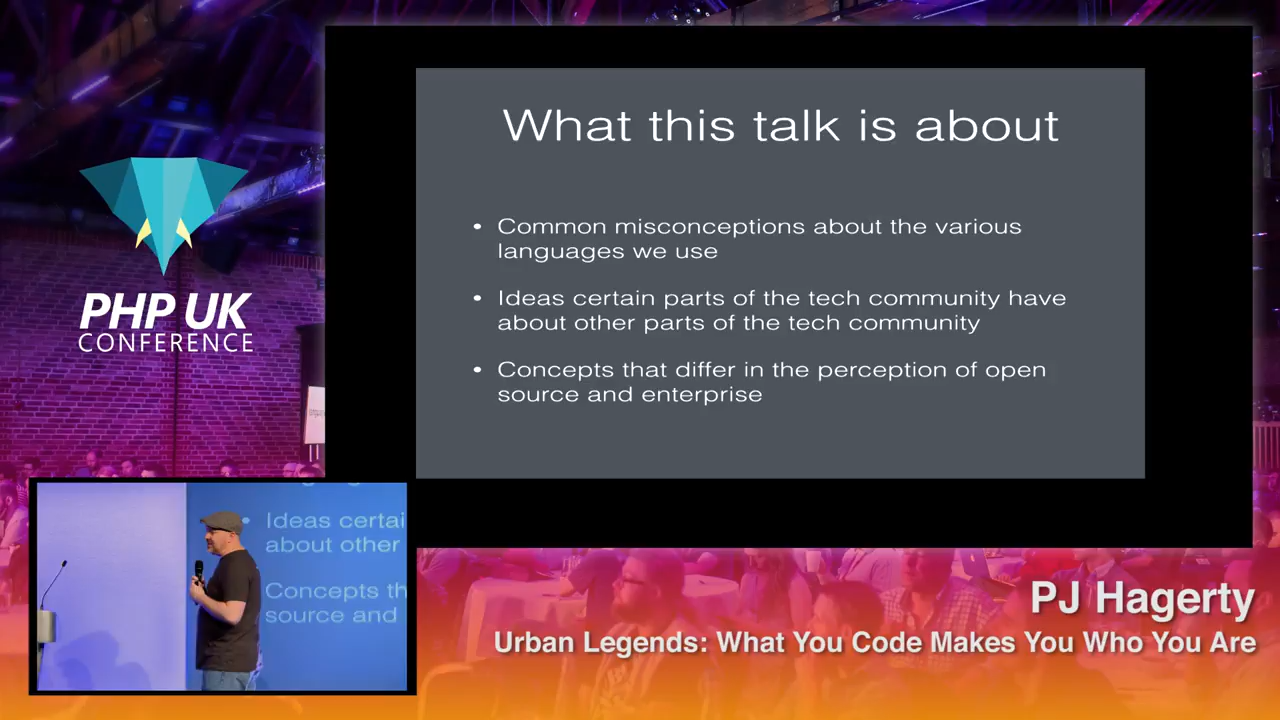 What this talk is about
• Common misconceptions about the various
languages we use
• Ideas certain parts of the tech community have
about other parts of the tech community
• Concepts that differ in the perception of open
source and enterprise
PHP UK
CONFERENCE
• Ideas certai
about other
Concepts th
source and
PJ Hagerty
Urban Legends: What You Code Makes You Who You Are